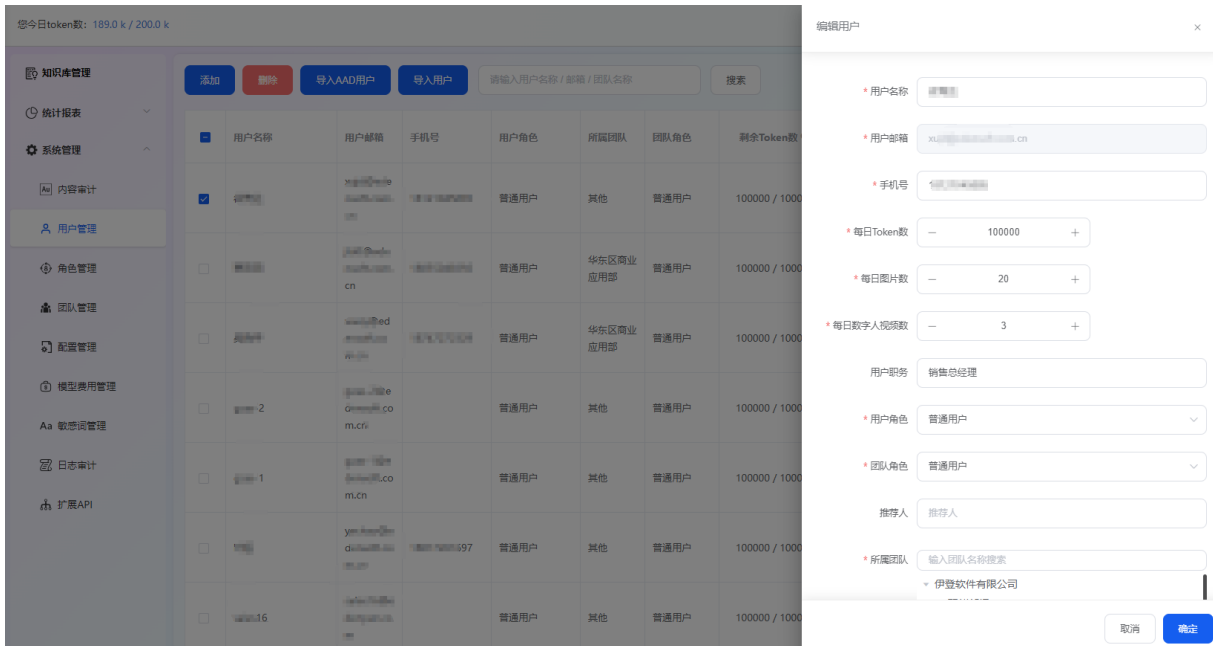 您今日token数：189.0 k / 200.0 k
知识库管理
统计报表
系统管理
Au 内容审计
用户管理
角色管理
团队管理
配置管理
模型费用管理
Aa 敏感词管理
日志审计
扩展API
添加 删除 导入AAD用户 导入用户 请输入用户名称 / 邮箱 / 团队名称 搜索
用户名称 用户邮箱 手机号 用户角色 所属团队 团队角色 剩余Token数
普通用户 其他 普通用户 100000 / 1000
cn 普通用户 华东区商业应用部 普通用户 100000 / 1000
普通用户 华东区商业应用部 普通用户 100000 / 1000
-2 m.cn 普通用户 其他 普通用户 100000 / 1000
-1 m.cn 普通用户 其他 普通用户 100000 / 1000
697 普通用户 其他 普通用户 100000 / 1000
16 普通用户 其他 普通用户 100000 / 1000
编辑用户 ×
* 用户名称
* 用户邮箱 .cn
* 手机号
* 每日Token数 − 100000 +
* 每日图片数 − 20 +
* 每日数字人视频数 − 3 +
用户职务 销售总经理
* 用户角色 普通用户
* 团队角色 普通用户
推荐人 推荐人
* 所属团队 输入团队名称搜索
伊登软件有限公司
取消 确定